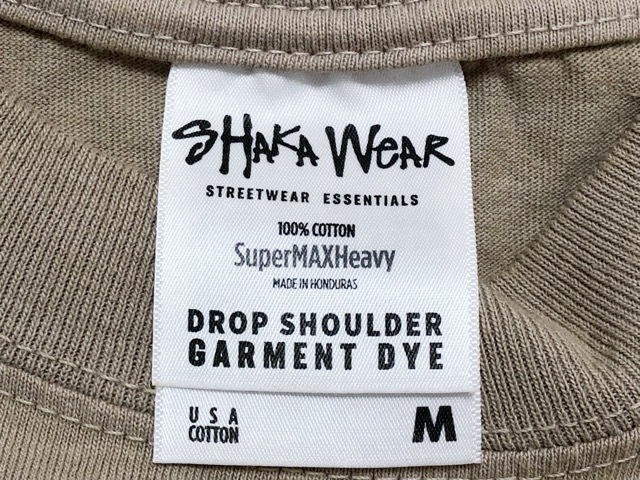 SHAKA WEAR
STREETWEAR ESSENTIALS
100% COTTON
SuperMAXHeavy
MADE IN HONDURAS
DROP SHOULDER
GARMENT DYE
USA
COTTON
M